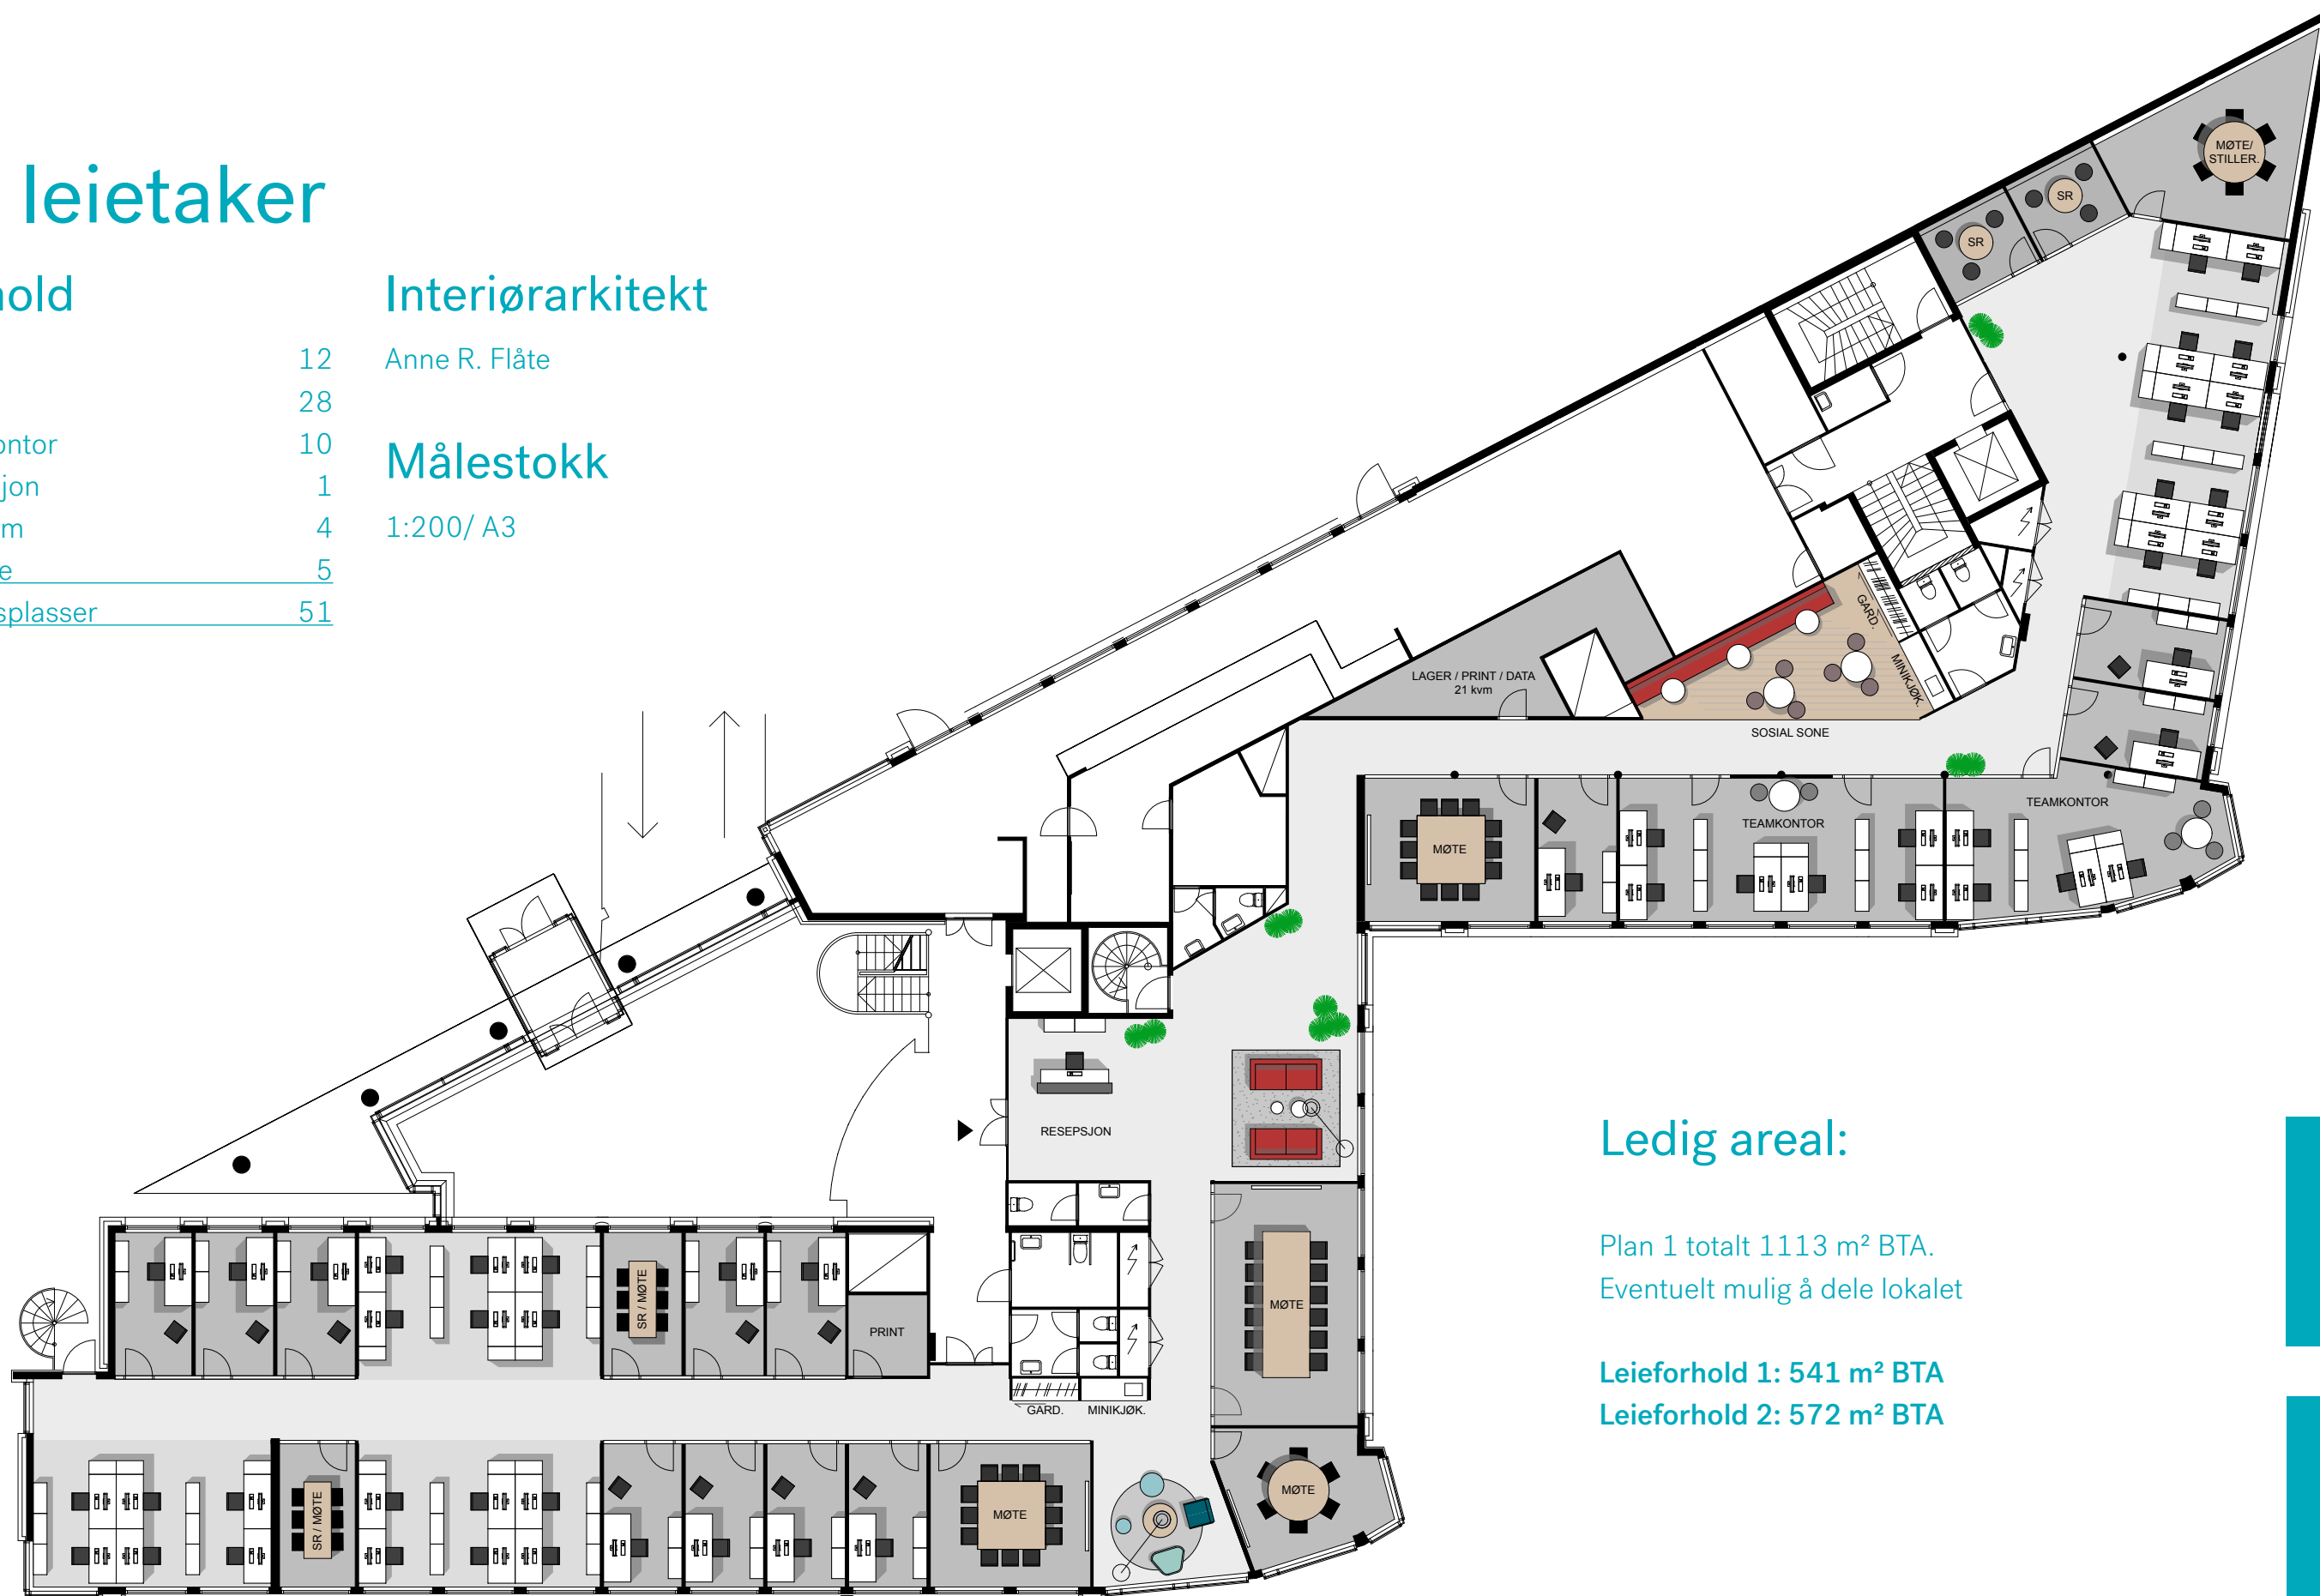 leietaker
hold
12
28
ontor 10
jon 1
m 4
e 5
splasser 51
Interiørarkitekt
Anne R. Flåte
Målestokk
1:200/ A3
MØTE/
STILLER.
SR
SR
GARD.
MINIKJØK.
LAGER / PRINT / DATA
21 kvm
SOSIAL SONE
MØTE
TEAMKONTOR
TEAMKONTOR
RESEPSJON
Ledig areal:
Plan 1 totalt 1113 m² BTA.
Eventuelt mulig å dele lokalet
Leieforhold 1: 541 m² BTA
Leieforhold 2: 572 m² BTA
SR / MØTE
PRINT
MØTE
GARD.
MINIKJØK.
SR / MØTE
MØTE
MØTE